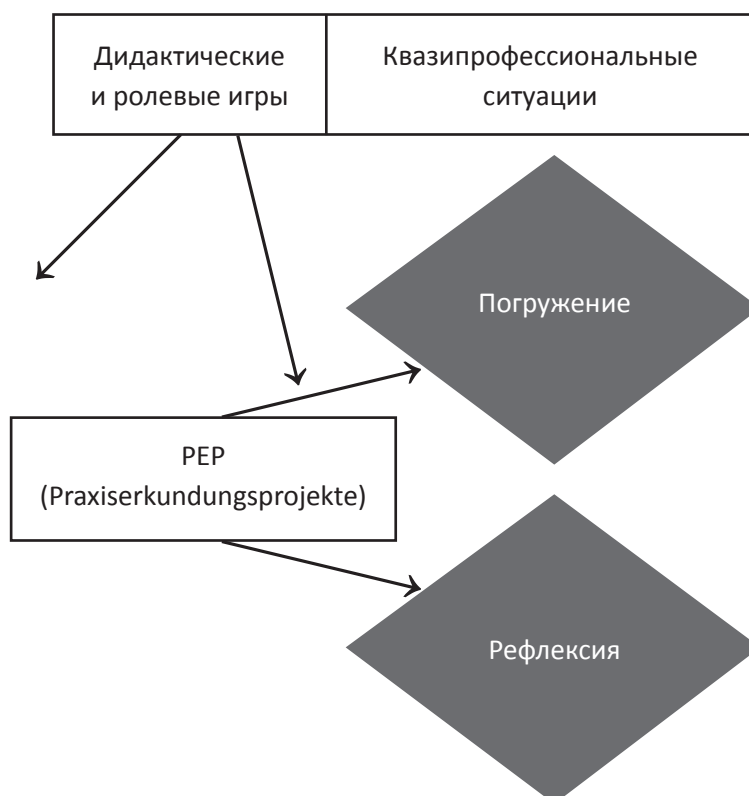 Дидактические
и ролевые игры
Квазипрофессиональные
ситуации
Погружение
PEP
(Praxiserkundungsprojekte)
Рефлексия